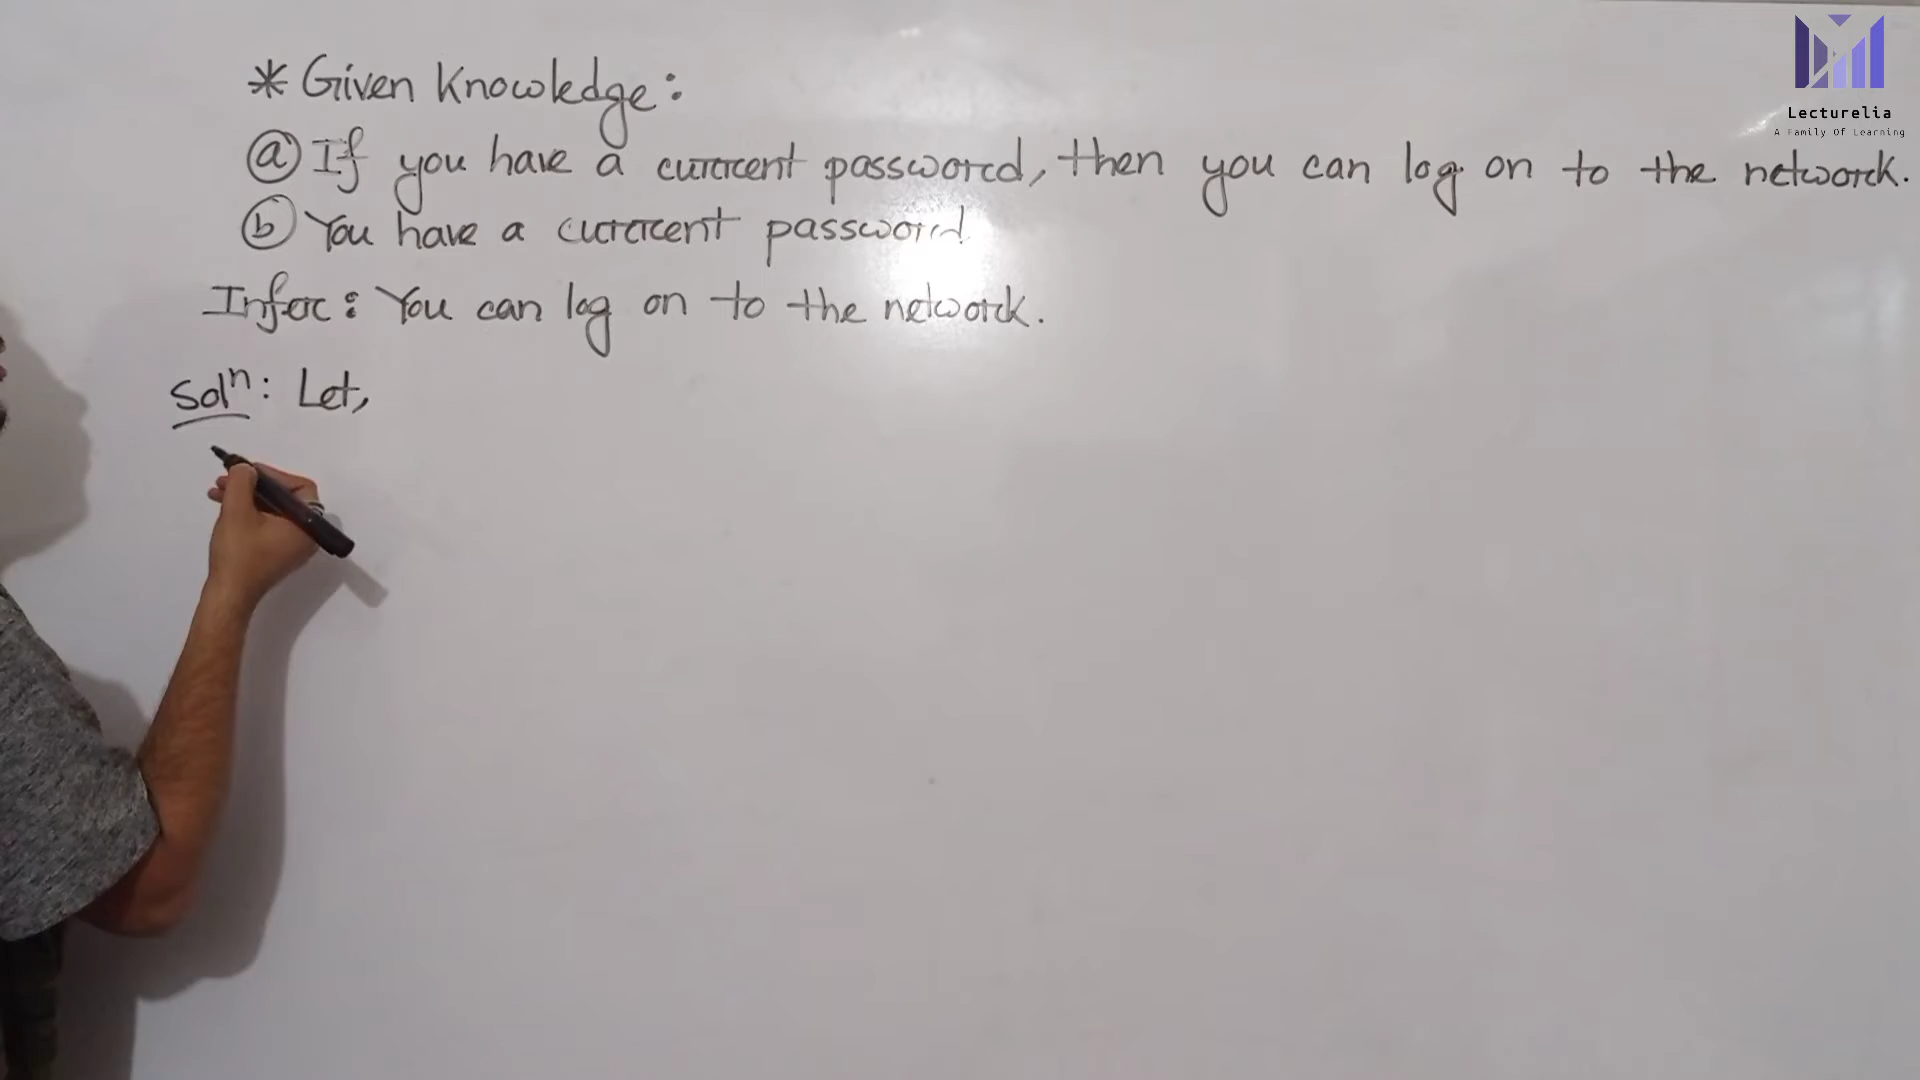 * Given Knowledge:
ⓐ If you have a current password, then you can log on to the network.
ⓑ You have a current password
Infer: You can log on to the network.
Solⁿ: Let,
Lecturelia
A Family Of Learning